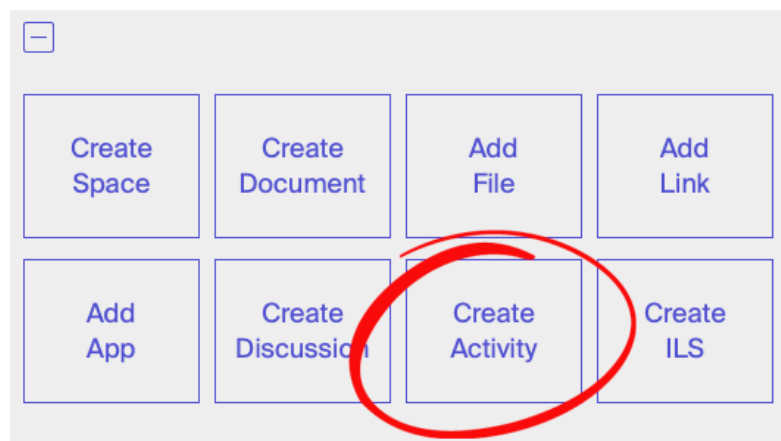 Create
Space
Create
Document
Add
File
Add
Link
Add
App
Create
Discussion
Create
Activity
Create
ILS